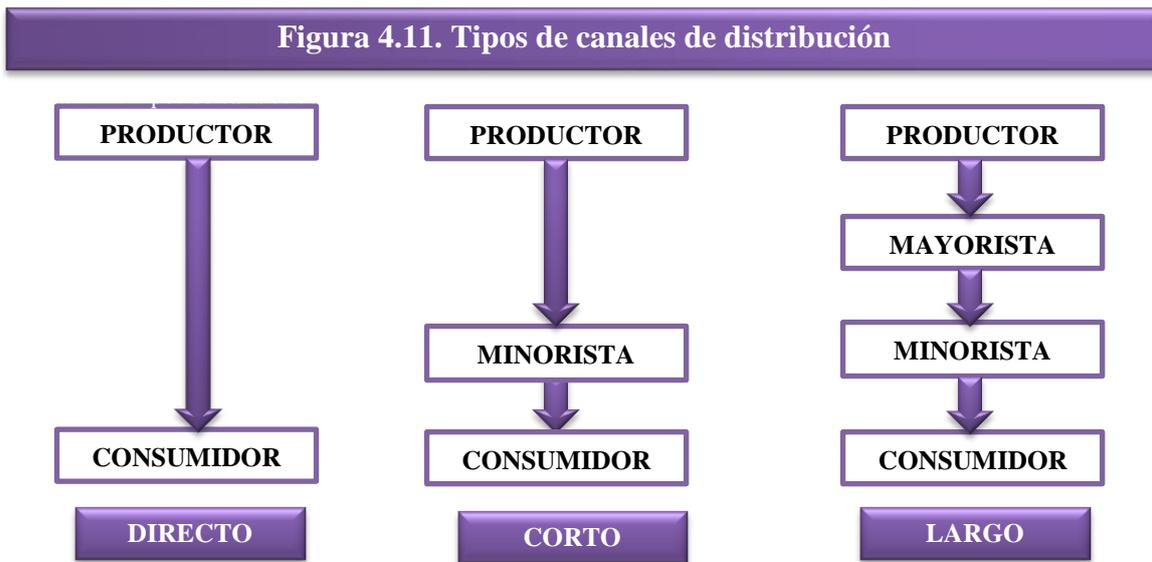 Figura 4.11. Tipos de canales de distribución
PRODUCTOR
CONSUMIDOR
DIRECTO
PRODUCTOR
MINORISTA
CONSUMIDOR
CORTO
PRODUCTOR
MAYORISTA
MINORISTA
CONSUMIDOR
LARGO